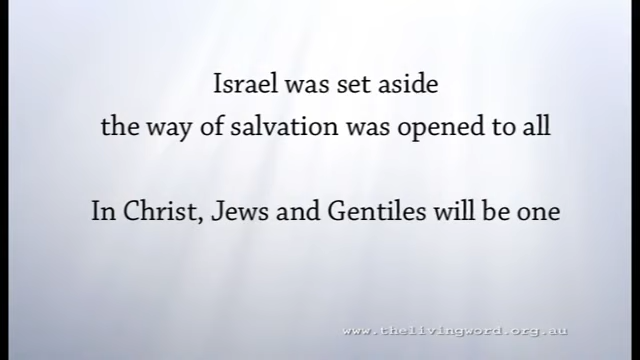 Israel was set aside
the way of salvation was opened to all
In Christ, Jews and Gentiles will be one
www.thelivingword.org.au